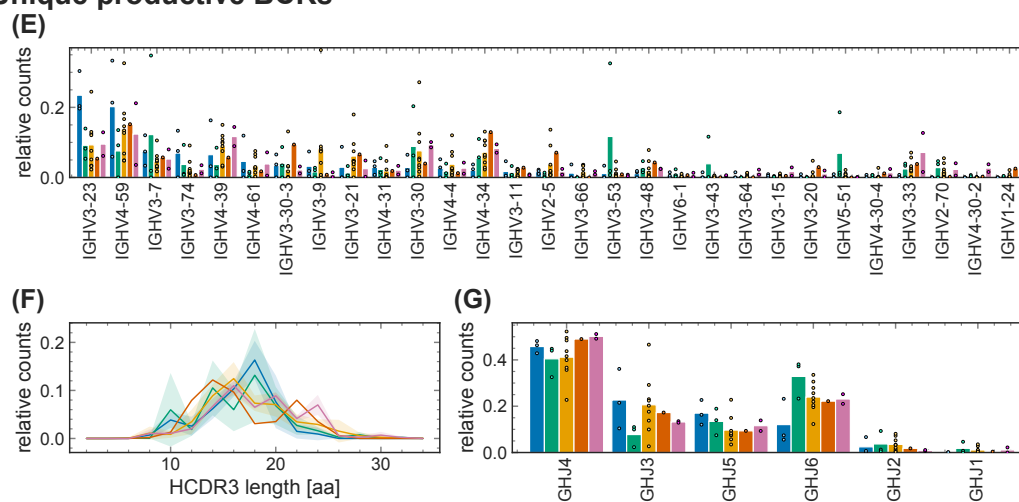 unique productive BCRs
(E)
relative counts
0.2
0.0
IGHV3-23
IGHV4-59
IGHV3-7
IGHV3-74
IGHV4-39
IGHV4-61
IGHV3-30-3
IGHV3-9
IGHV3-21
IGHV4-31
IGHV3-30
IGHV4-4
IGHV4-34
IGHV3-11
IGHV2-5
IGHV3-66
IGHV3-53
IGHV3-48
IGHV6-1
IGHV3-43
IGHV3-64
IGHV3-15
IGHV3-20
IGHV5-51
IGHV4-30-4
IGHV3-33
IGHV2-70
IGHV4-30-2
IGHV1-24
(F)
relative counts
0.2
0.1
0.0
10
20
30
HCDR3 length [aa]
(G)
relative counts
0.4
0.2
0.0
GHJ4
GHJ3
GHJ5
GHJ6
GHJ2
GHJ1